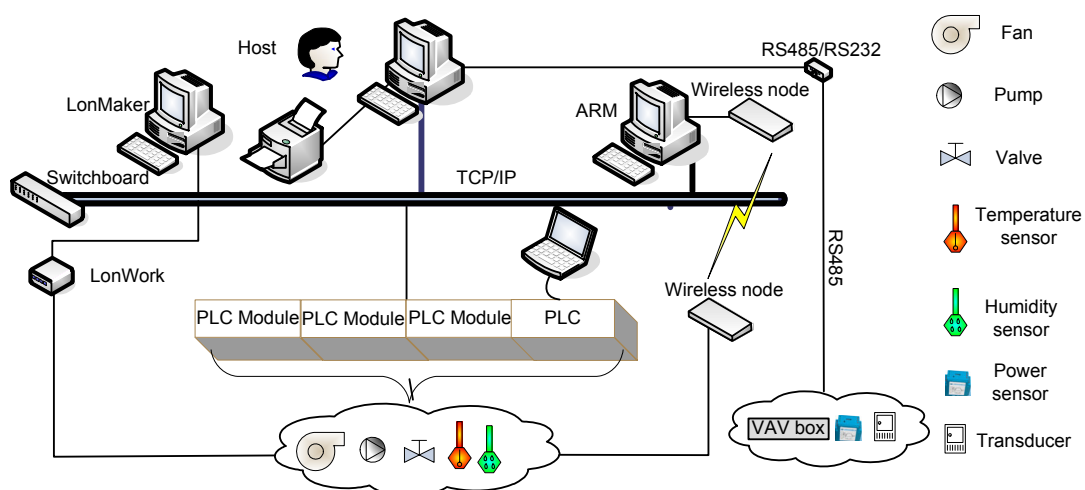 Host
RS485/RS232
Fan
LonMaker
Wireless node
ARM
Pump
Switchboard
TCP/IP
Valve
Temperature
sensor
LonWork
RS485
Wireless node
PLC Module
PLC Module
PLC Module
PLC
Humidity
sensor
Power
sensor
VAV box
Transducer